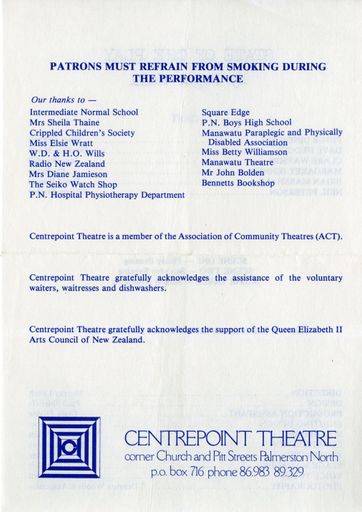 PATRONS MUST REFRAIN FROM SMOKING DURING
THE PERFORMANCE
Our thanks to —
Intermediate Normal School
Mrs Sheila Thaine
Crippled Children's Society
Miss Elsie Wratt
W.D. & H.O. Wills
Radio New Zealand
Mrs Diane Jamieson
The Seiko Watch Shop
P.N. Hospital Physiotherapy Department
Square Edge
P.N. Boys High School
Manawatu Paraplegic and Physically
Disabled Association
Miss Betty Williamson
Manawatu Theatre
Mr John Bolden
Bennetts Bookshop
Centrepoint Theatre is a member of the Association of Community Theatres (ACT).
Centrepoint Theatre gratefully acknowledges the assistance of the voluntary
waiters, waitresses and dishwashers.
Centrepoint Theatre gratefully acknowledges the support of the Queen Elizabeth II
Arts Council of New Zealand.
CENTREPOINT THEATRE
corner Church and Pitt Streets Palmerston North
p.o. box 716 phone 86.983 89.329